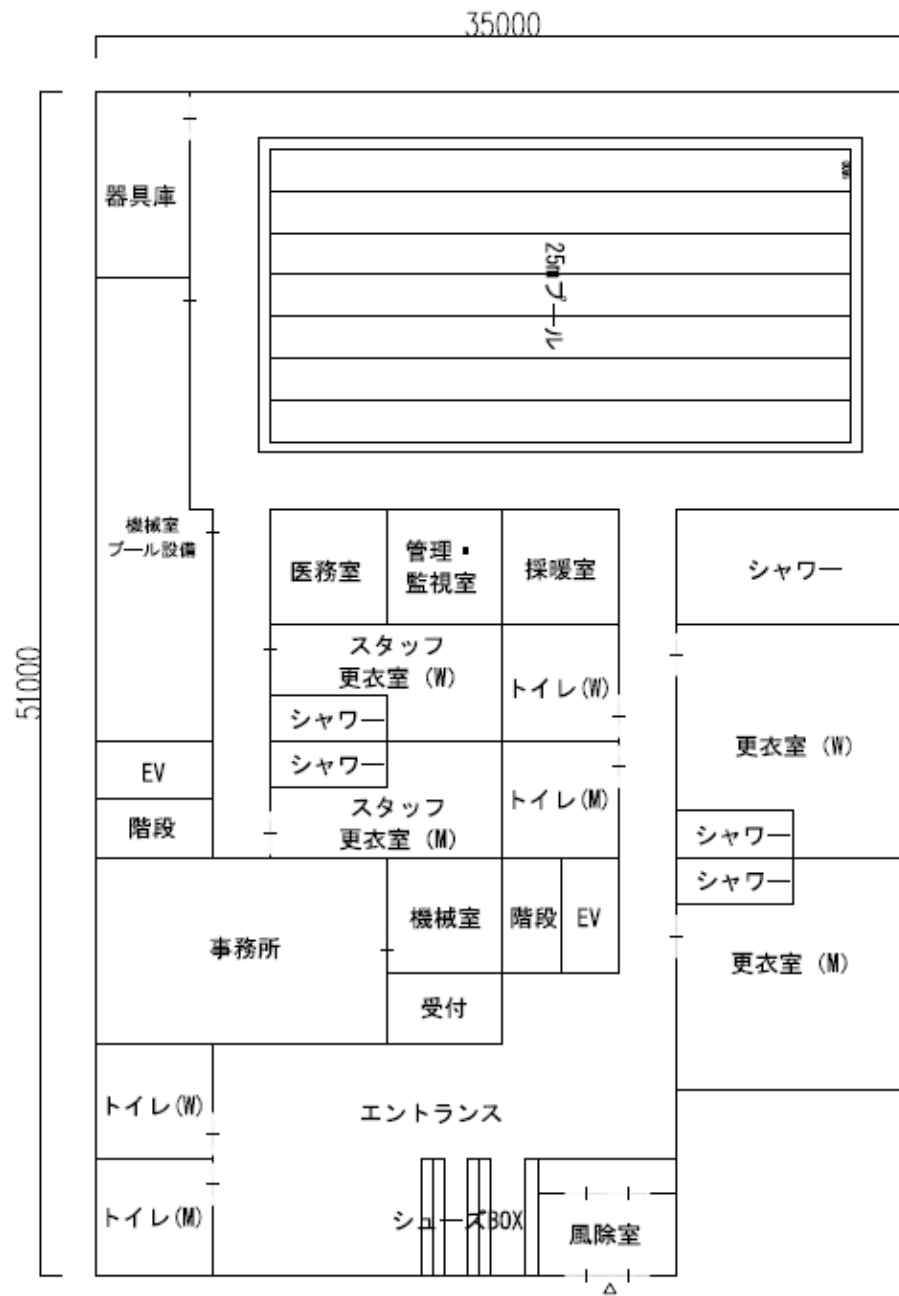 35000
器具庫
25mプール
機械室
プール設備
医務室
管理・
監視室
採暖室
シャワー
51000
スタッフ
更衣室 (W)
トイレ(W)
シャワー
更衣室 (W)
EV
シャワー
トイレ(M)
階段
スタッフ
更衣室 (M)
シャワー
シャワー
事務所
機械室
階段
EV
更衣室 (M)
受付
トイレ(W)
エントランス
トイレ(M)
シューズBOX
風除室